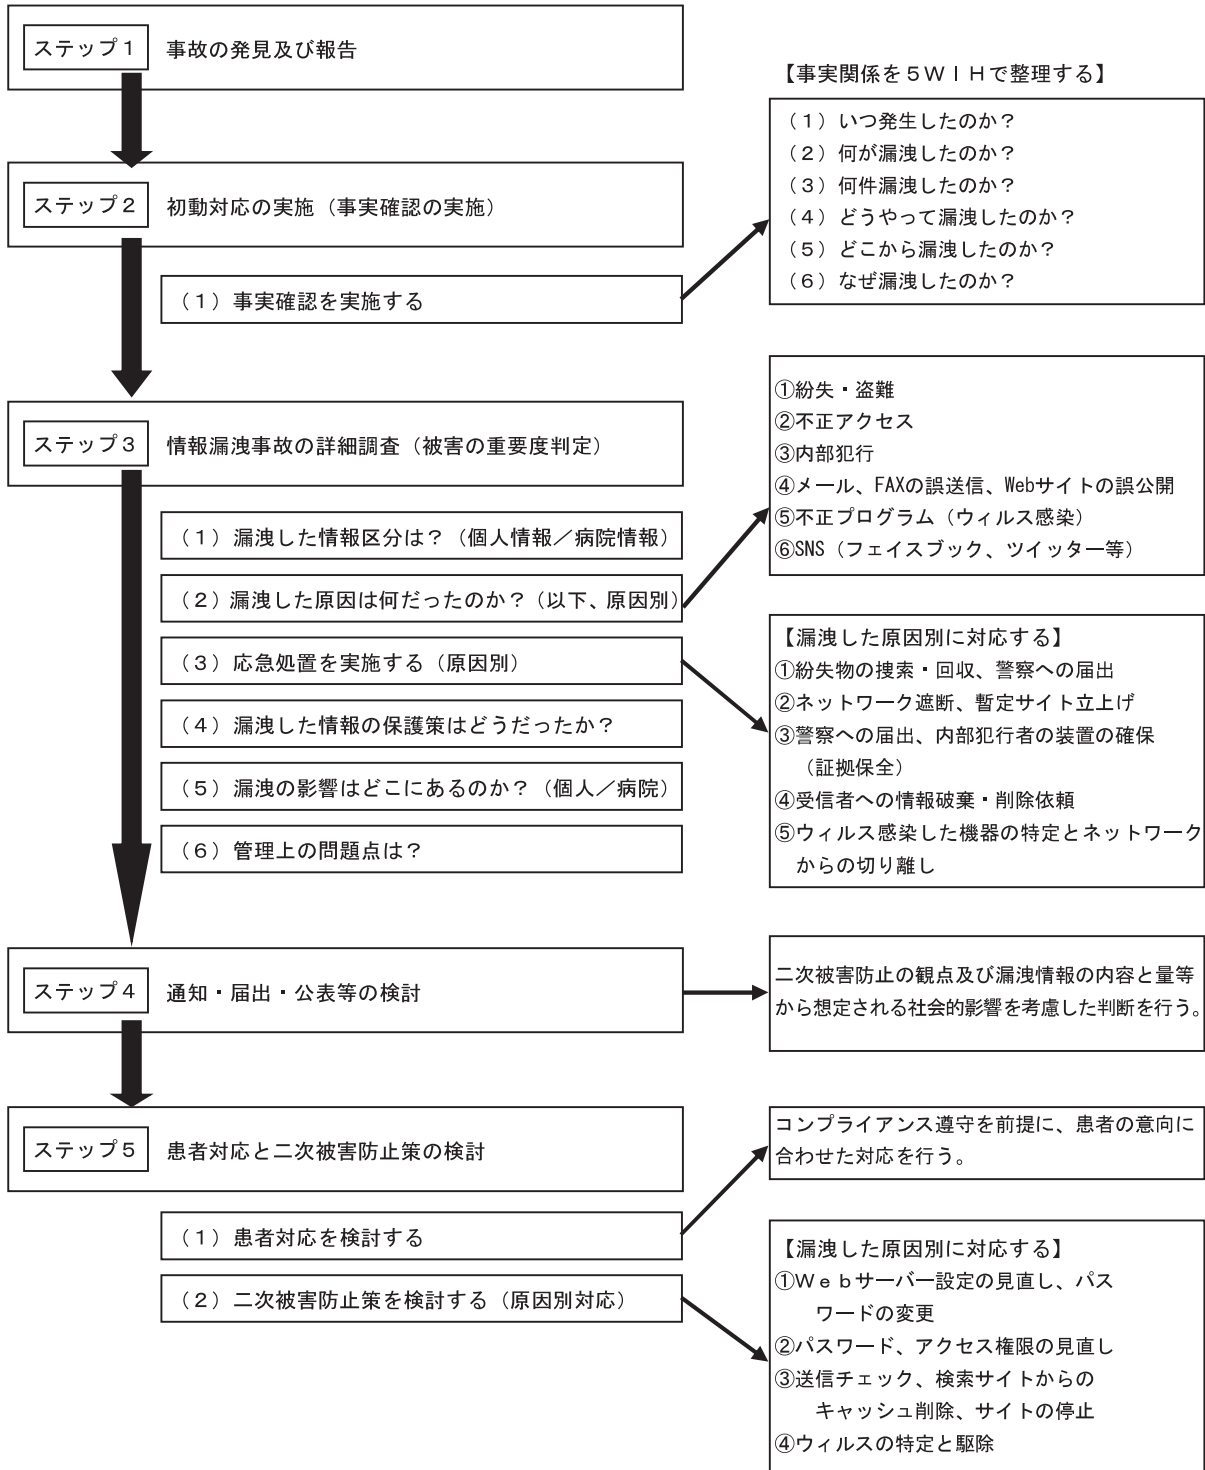 ステップ１
事故の発見及び報告
ステップ２
初動対応の実施（事実確認の実施）
（１）事実確認を実施する
【事実関係を５ＷＩＨで整理する】
（１）いつ発生したのか？
（２）何が漏洩したのか？
（３）何件漏洩したのか？
（４）どうやって漏洩したのか？
（５）どこから漏洩したのか？
（６）なぜ漏洩したのか？
ステップ３
情報漏洩事故の詳細調査（被害の重要度判定）
（１）漏洩した情報区分は？（個人情報／病院情報）
（２）漏洩した原因は何だったのか？（以下、原因別）
（３）応急処置を実施する（原因別）
（４）漏洩した情報の保護策はどうだったか？
（５）漏洩の影響はどこにあるのか？（個人／病院）
（６）管理上の問題点は？
①紛失・盗難
②不正アクセス
③内部犯行
④メール、FAXの誤送信、Webサイトの誤公開
⑤不正プログラム（ウィルス感染）
⑥SNS（フェイスブック、ツイッター等）
【漏洩した原因別に対応する】
①紛失物の捜索・回収、警察への届出
②ネットワーク遮断、暫定サイト立上げ
③警察への届出、内部犯行者の装置の確保
（証拠保全）
④受信者への情報破棄・削除依頼
⑤ウィルス感染した機器の特定とネットワーク
からの切り離し
ステップ４
通知・届出・公表等の検討
二次被害防止の観点及び漏洩情報の内容と量等
から想定される社会的影響を考慮した判断を行う。
ステップ５
患者対応と二次被害防止策の検討
（１）患者対応を検討する
（２）二次被害防止策を検討する（原因別対応）
コンプライアンス遵守を前提に、患者の意向に
合わせた対応を行う。
【漏洩した原因別に対応する】
①Ｗｅｂサーバー設定の見直し、パス
ワードの変更
②パスワード、アクセス権限の見直し
③送信チェック、検索サイトからの
キャッシュ削除、サイトの停止
④ウィルスの特定と駆除